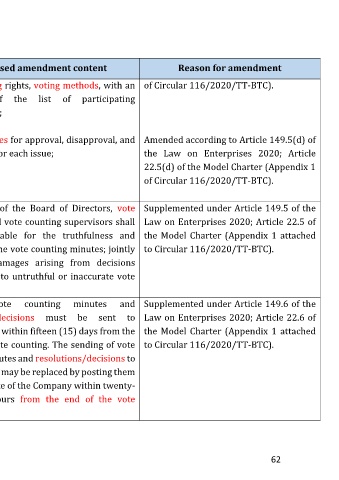 sed amendment content
Reason for amendment
rights, voting methods, with an
f the list of participating
;
of Circular 116/2020/TT-BTC).
es for approval, disapproval, and
or each issue;
Amended according to Article 149.5(d) of
the Law on Enterprises 2020; Article
22.5(d) of the Model Charter (Appendix 1
of Circular 116/2020/TT-BTC).
of the Board of Directors, vote
vote counting supervisors shall
able for the truthfulness and
he vote counting minutes; jointly
amages arising from decisions
to untruthful or inaccurate vote
Supplemented under Article 149.5 of the
Law on Enterprises 2020; Article 22.5 of
the Model Charter (Appendix 1 attached
to Circular 116/2020/TT-BTC).
ote counting minutes and
decisions must be sent to
within fifteen (15) days from the
te counting. The sending of vote
utes and resolutions/decisions to
may be replaced by posting them
te of the Company within twenty-
ours from the end of the vote
Supplemented under Article 149.6 of the
Law on Enterprises 2020; Article 22.6 of
the Model Charter (Appendix 1 attached
to Circular 116/2020/TT-BTC).
62